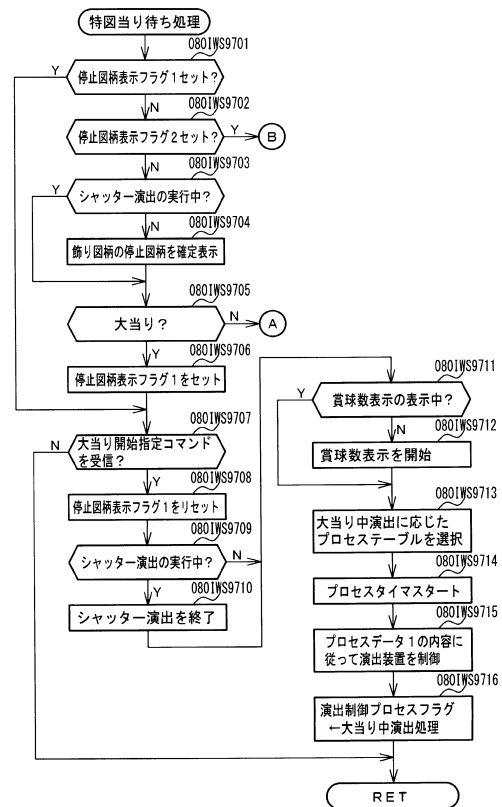 特図当り待ち処理
080IWS9701
停止図柄表示フラグ1セット?
Y
N
080IWS9702
停止図柄表示フラグ2セット?
Y
B
N
080IWS9703
シャッター演出の実行中?
Y
N
080IWS9704
飾り図柄の停止図柄を確定表示
080IWS9705
大当り?
N
A
Y
080IWS9706
停止図柄表示フラグ1をセット
080IWS9707
大当り開始指定コマンド
を受信?
N
Y
080IWS9708
停止図柄表示フラグ1をリセット
080IWS9709
シャッター演出の実行中?
N
Y
080IWS9710
シャッター演出を終了
080IWS9711
賞球数表示の表示中?
Y
N
080IWS9712
賞球数表示を開始
080IWS9713
大当り中演出に応じた
プロセステーブルを選択
080IWS9714
プロセスタイマスタート
080IWS9715
プロセスデータ1の内容に
従って演出装置を制御
080IWS9716
演出制御プロセスフラグ
←大当り中演出処理
RET